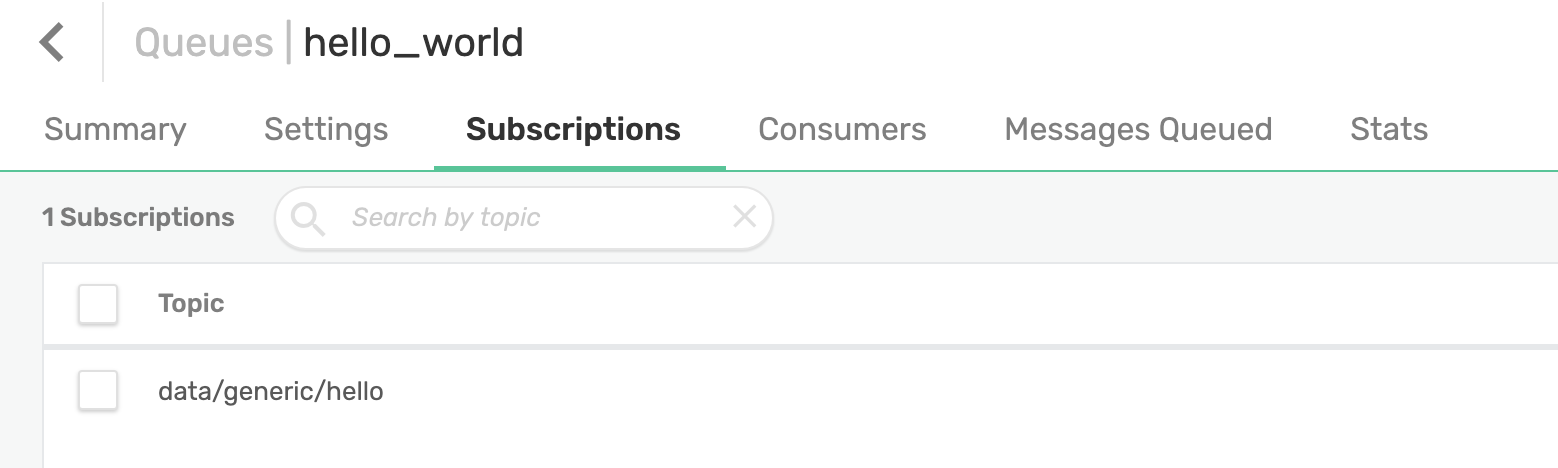 Queues | hello_world
Summary Settings Subscriptions Consumers Messages Queued Stats
1 Subscriptions Search by topic
Topic
data/generic/hello